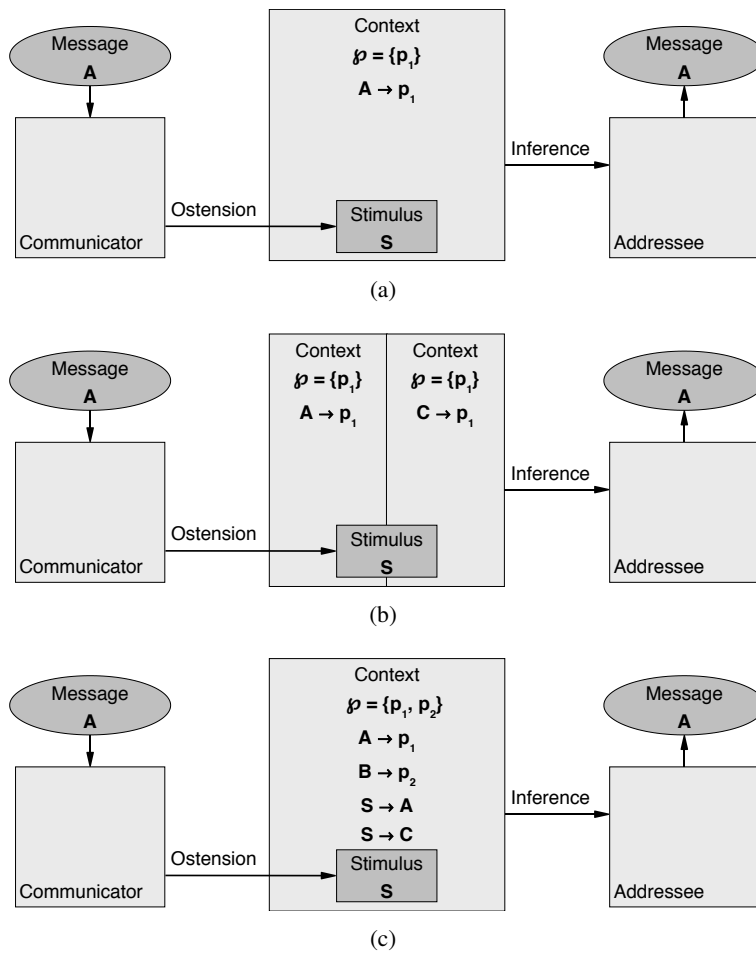 Message
A
Context
℘ = {p₁}
A → p₁
Message
A
Inference
Ostension
Stimulus
S
Communicator
Addressee
(a)
Message
A
Context
℘ = {p₁}
A → p₁
Context
℘ = {p₁}
C → p₁
Message
A
Inference
Ostension
Stimulus
S
Communicator
Addressee
(b)
Message
A
Context
℘ = {p₁, p₂}
A → p₁
B → p₂
S → A
S → C
Message
A
Inference
Ostension
Stimulus
S
Communicator
Addressee
(c)